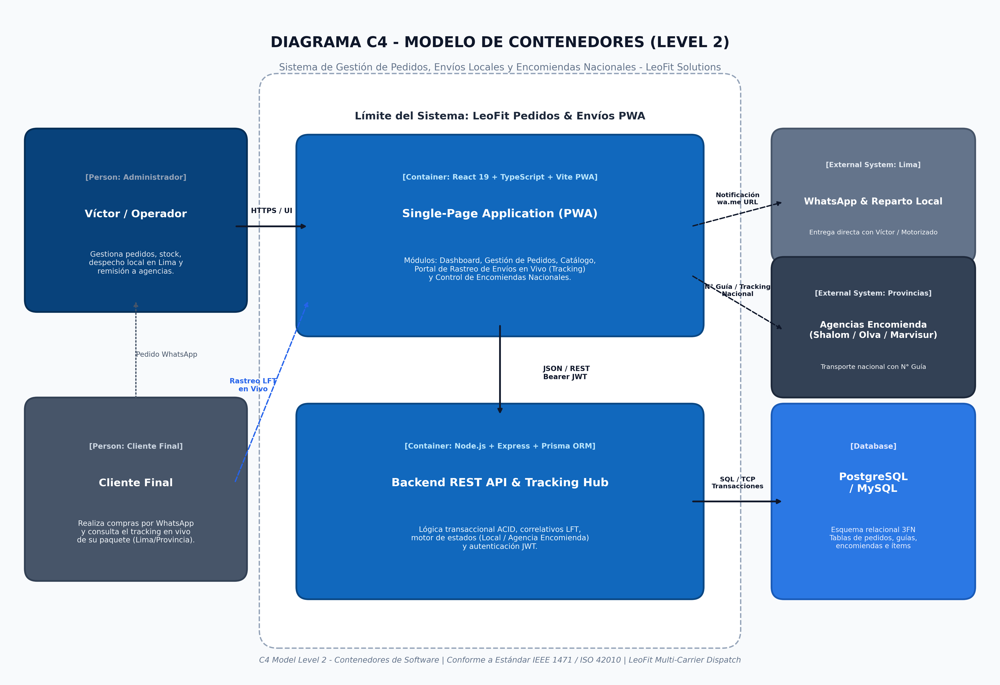 DIAGRAMA C4 - MODELO DE CONTENEDORES (LEVEL 2)
Sistema de Gestión de Pedidos, Envíos Locales y Encomiendas Nacionales - LeoFit Solutions
Límite del Sistema: LeoFit Pedidos & Envíos PWA
[Person: Administrador]
Víctor / Operador
Gestiona pedidos, stock,
despecho local en Lima y
remisión a agencias.
HTTPS / UI
[Container: React 19 + TypeScript + Vite PWA]
Single-Page Application (PWA)
Módulos: Dashboard, Gestión de Pedidos, Catálogo,
Portal de Rastreo de Envíos en Vivo (Tracking)
y Control de Encomiendas Nacionales.
Notificación
wa.me URL
[External System: Lima]
WhatsApp & Reparto Local
Entrega directa con Víctor / Motorizado
N° Guía / Tracking
Nacional
[External System: Provincias]
Agencias Encomienda
(Shalom / Olva / Marvisur)
Transporte nacional con N° Guía
Pedido WhatsApp
Rastreo LFT
en Vivo
JSON / REST
Bearer JWT
[Person: Cliente Final]
Cliente Final
Realiza compras por WhatsApp
y consulta el tracking en vivo
de su paquete (Lima/Provincia).
[Container: Node.js + Express + Prisma ORM]
Backend REST API & Tracking Hub
Lógica transaccional ACID, correlativos LFT,
motor de estados (Local / Agencia Encomienda)
y autenticación JWT.
SQL / TCP
Transacciones
[Database]
PostgreSQL
/ MySQL
Esquema relacional 3FN
Tablas de pedidos, guías,
encomiendas e ítems
C4 Model Level 2 - Contenedores de Software | Conforme a Estándar IEEE 1471 / ISO 42010 | LeoFit Multi-Carrier Dispatch